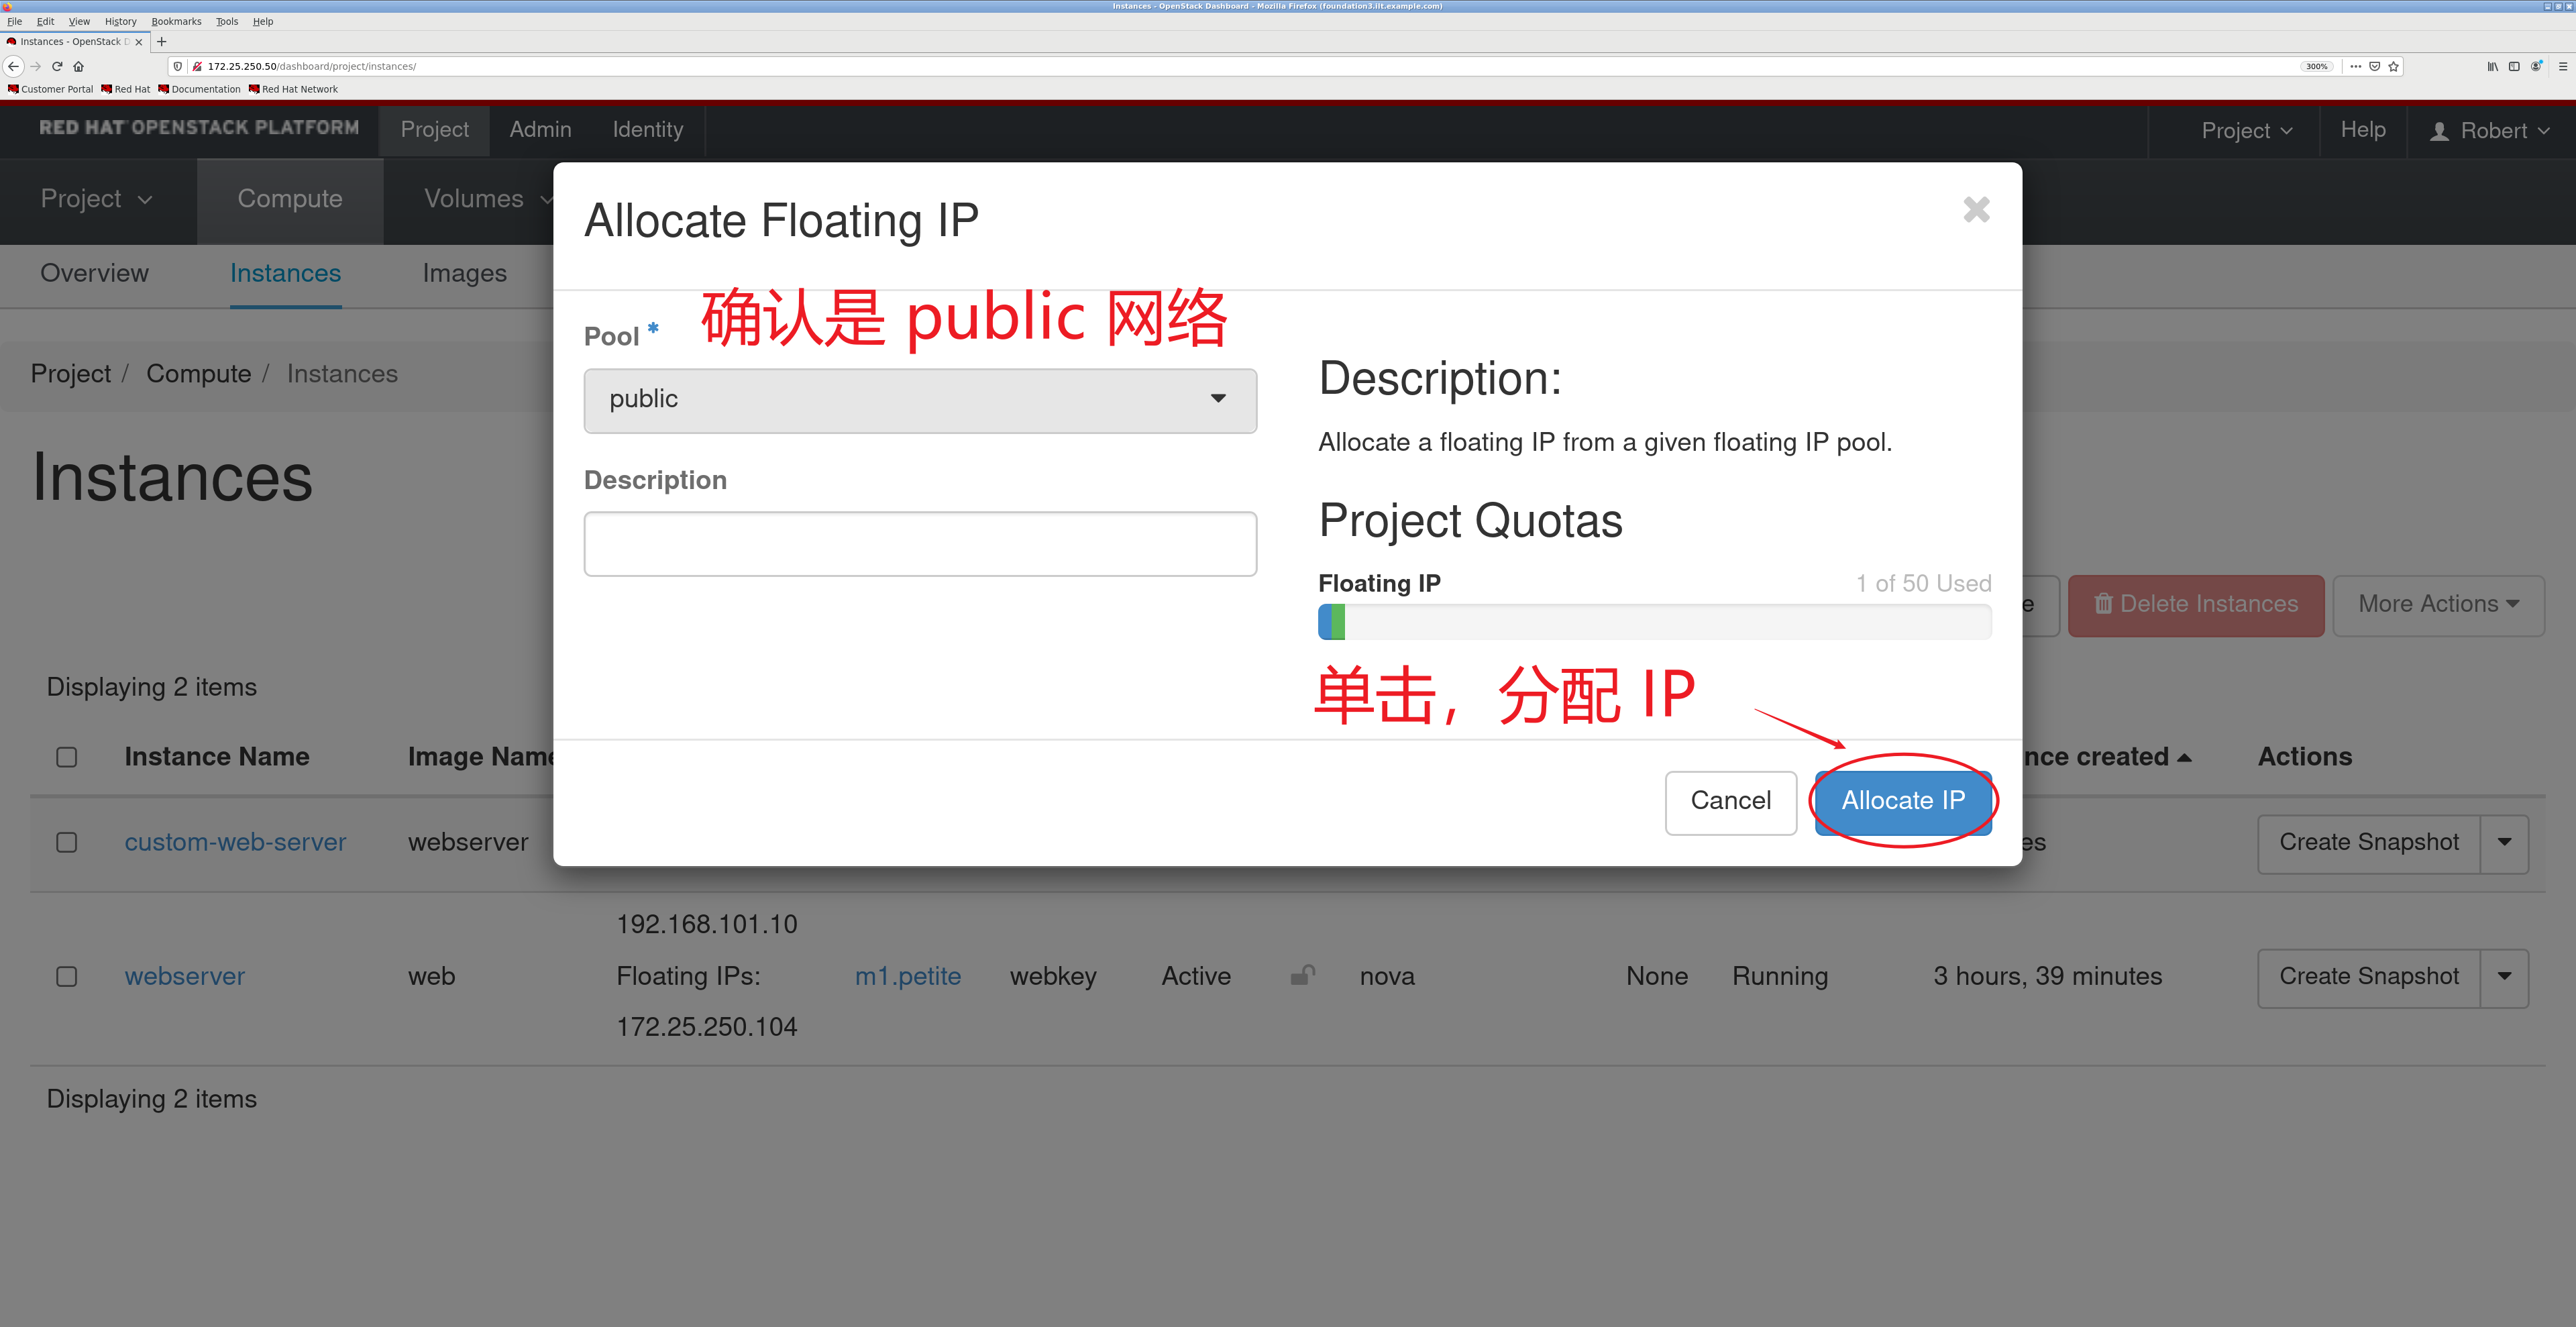 Instances - OpenStack Dashboard - Mozilla Firefox (foundation3.ilt.example.com)
File Edit View History Bookmarks Tools Help
Instances - OpenStack D
172.25.250.50/dashboard/project/instances/
300%
Customer Portal Red Hat Documentation Red Hat Network
RED HAT OPENSTACK PLATFORM Project Admin Identity Project Help Robert
Project Compute Volumes
Allocate Floating IP
Overview Instances Images
Pool * 确认是 public 网络
Project / Compute / Instances
public
Description:
Allocate a floating IP from a given floating IP pool.
Instances
Description
Project Quotas
Floating IP 1 of 50 Used
e Delete Instances More Actions
单击，分配 IP
Displaying 2 items
Instance Name Image Name nce created Actions
Cancel Allocate IP
custom-web-server webserver es Create Snapshot
192.168.101.10
webserver web Floating IPs: m1.petite webkey Active nova None Running 3 hours, 39 minutes Create Snapshot
172.25.250.104
Displaying 2 items